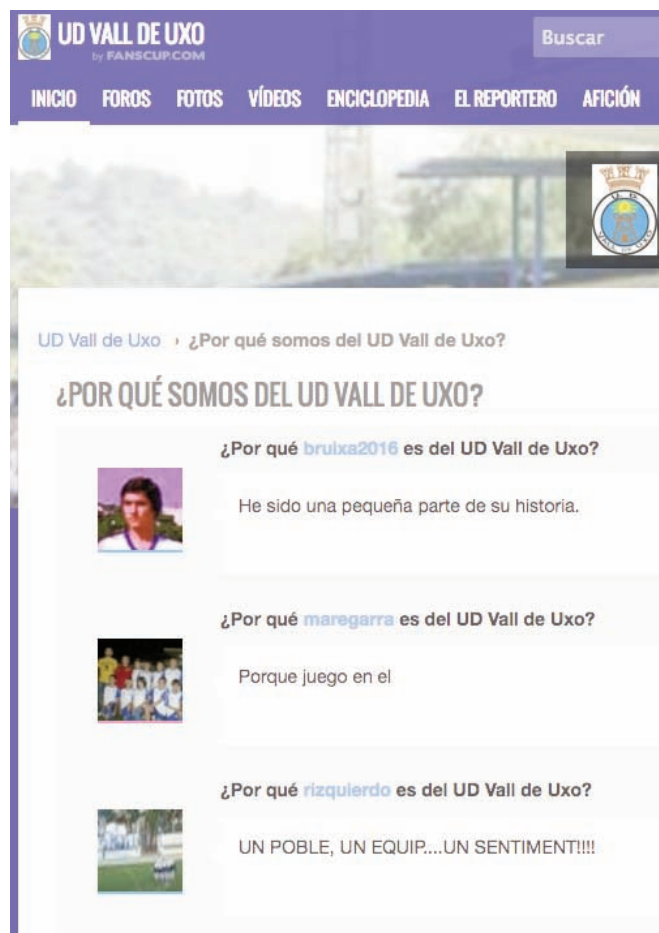 UD VALL DE UXO
by FANSCUP.COM
Buscar
INICIO FOROS FOTOS VÍDEOS ENCICLOPEDIA EL REPORTERO AFICIÓN
U. D.
VALL DE UXO
UD Vall de Uxo › ¿Por qué somos del UD Vall de Uxo?
¿POR QUÉ SOMOS DEL UD VALL DE UXO?
¿Por qué bruixa2016 es del UD Vall de Uxo?
He sido una pequeña parte de su historia.
¿Por qué maregarra es del UD Vall de Uxo?
Porque juego en el
¿Por qué rizquierdo es del UD Vall de Uxo?
UN POBLE, UN EQUIP....UN SENTIMENT!!!!